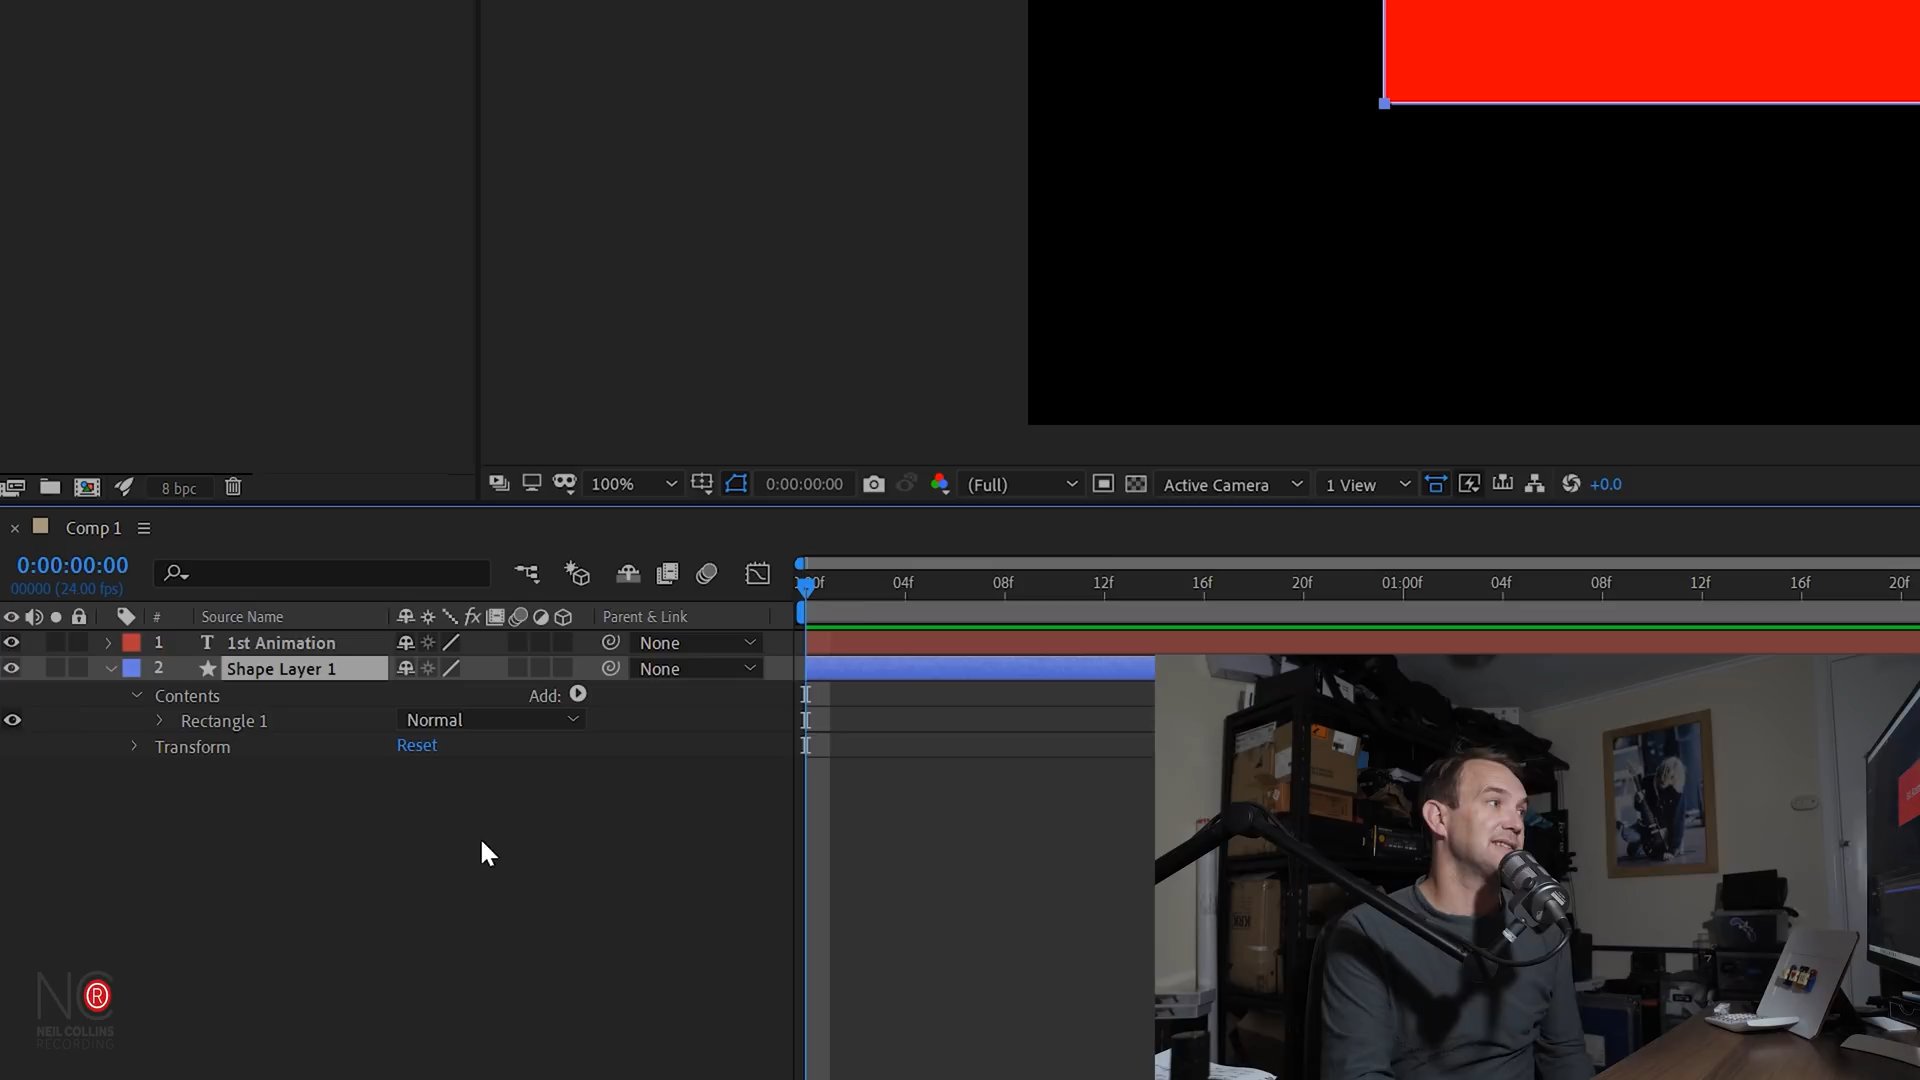 8 bpc
100%
0:00:00:00
(Full)
Active Camera
1 View
+0.0
Comp 1
0:00:00:00
00000 (24.00 fps)
04f
08f
12f
16f
20f
01:00f
04f
08f
12f
16f
20f
#
Source Name
fx
Parent & Link
1
T
1st Animation
None
2
Shape Layer 1
None
Contents
Add:
Rectangle 1
Normal
Transform
Reset
NC
R
NEIL COLLINS
RECORDING
KRK